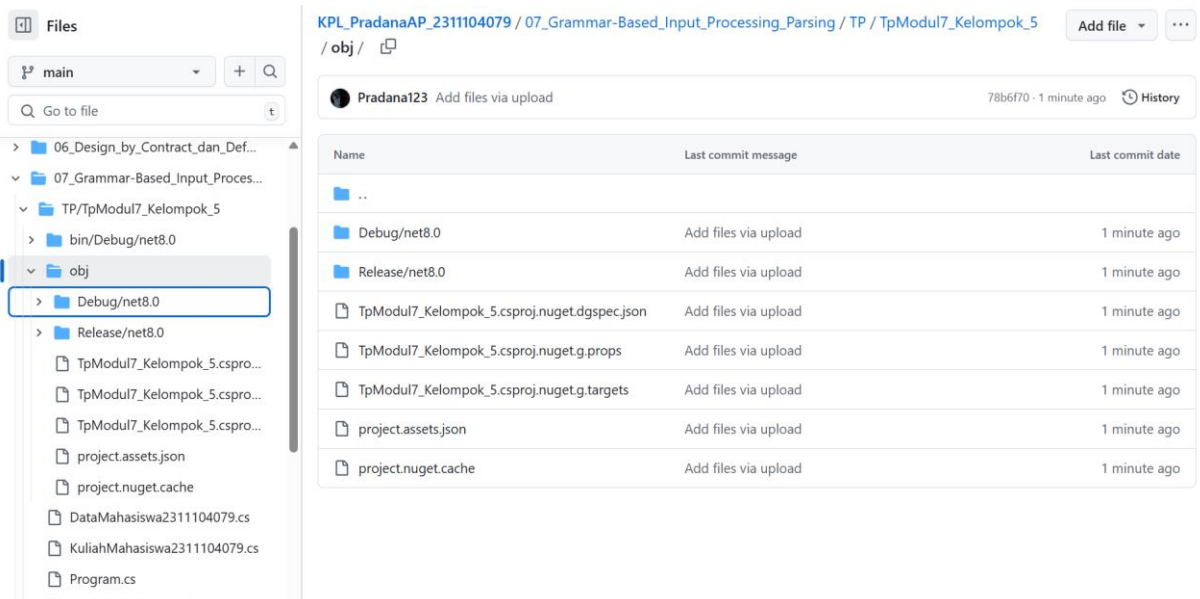 Files
main
Go to file
t
06_Design_by_Contract_dan_Def...
07_Grammar-Based_Input_Proces...
TP/TpModul7_Kelompok_5
bin/Debug/net8.0
obj
Debug/net8.0
Release/net8.0
TpModul7_Kelompok_5.cspro...
TpModul7_Kelompok_5.cspro...
TpModul7_Kelompok_5.cspro...
project.assets.json
project.nuget.cache
DataMahasiswa2311104079.cs
KuliahMahasiswa2311104079.cs
Program.cs
KPL_PradanaAP_2311104079 / 07_Grammar-Based_Input_Processing_Parsing / TP / TpModul7_Kelompok_5
/ obj /
Add file
Pradana123 Add files via upload 78b6f70 · 1 minute ago History
Name Last commit message Last commit date
..
Debug/net8.0 Add files via upload 1 minute ago
Release/net8.0 Add files via upload 1 minute ago
TpModul7_Kelompok_5.csproj.nuget.dgspec.json Add files via upload 1 minute ago
TpModul7_Kelompok_5.csproj.nuget.g.props Add files via upload 1 minute ago
TpModul7_Kelompok_5.csproj.nuget.g.targets Add files via upload 1 minute ago
project.assets.json Add files via upload 1 minute ago
project.nuget.cache Add files via upload 1 minute ago